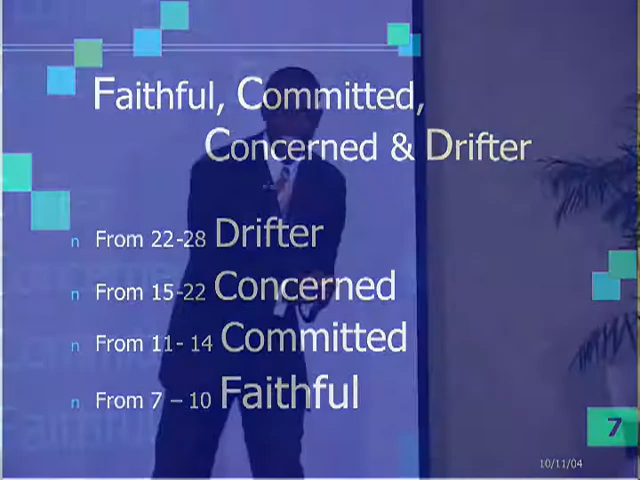 Faithful, Committed,
Concerned & Drifter
n From 22-28 Drifter
n From 15-22 Concerned
n From 11- 14 Committed
n From 7 – 10 Faithful
7
10/11/04